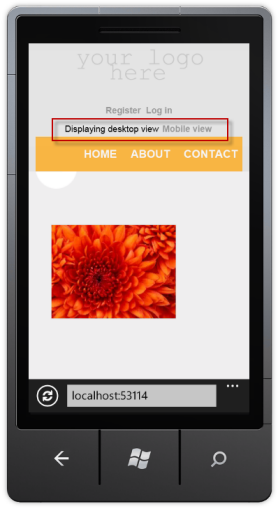 your logo
here
Register Log in
Displaying desktop view Mobile view
HOME ABOUT CONTACT
localhost:53114